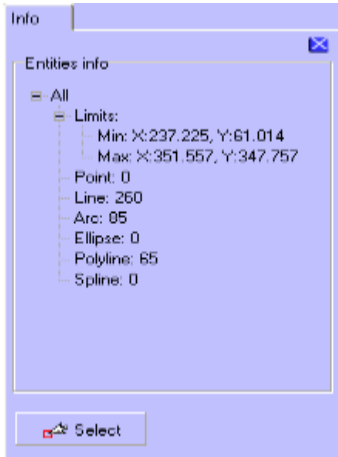 Info
Entities info
All
Limits:
Min: X:237.225, Y:61.014
Max: X:351.557, Y:347.757
Point: 0
Line: 260
Arc: 85
Ellipse: 0
Polyline: 65
Spline: 0
Select